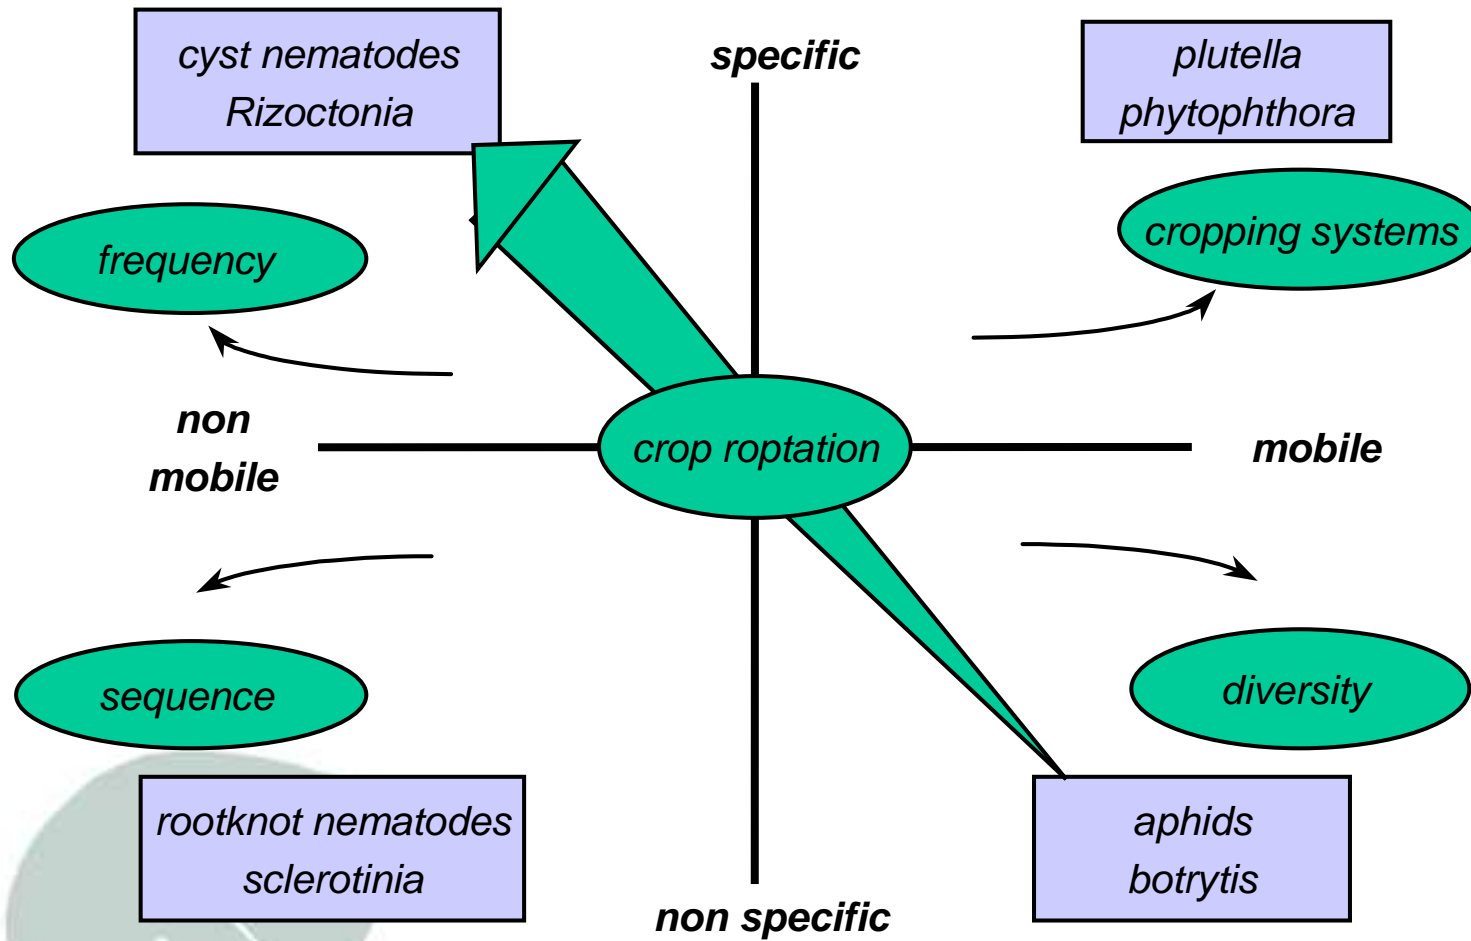 cyst nematodes
Rizoctonia
specific
plutella
phytophthora
frequency
cropping systems
non
mobile
crop roptation
mobile
sequence
diversity
rootknot nematodes
sclerotinia
aphids
botrytis
non specific